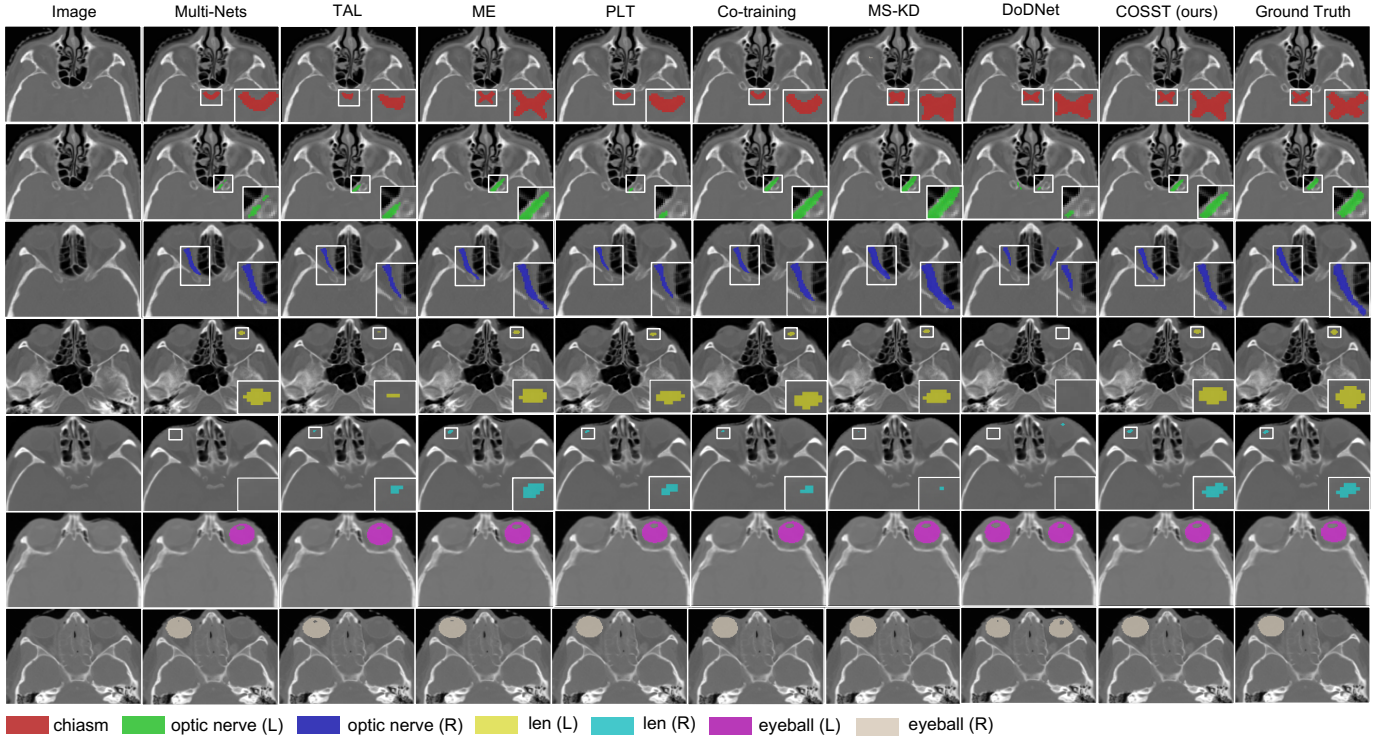 Image Multi-Nets TAL ME PLT Co-training MS-KD DoDNet COSST (ours) Ground Truth
chiasm optic nerve (L) optic nerve (R) len (L) len (R) eyeball (L) eyeball (R)